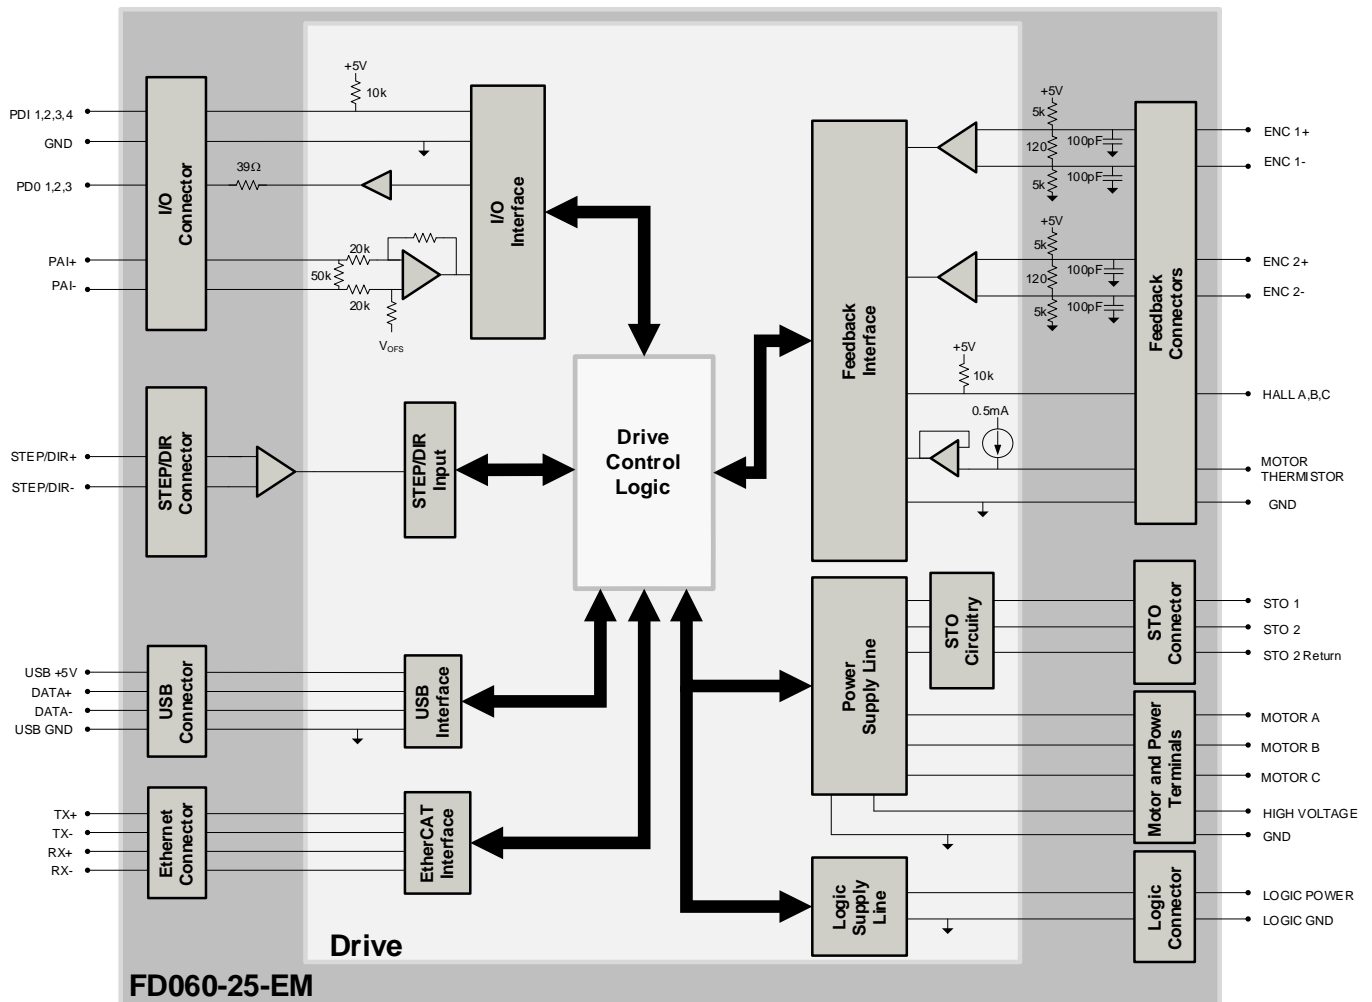 +5V
10k
PDI 1,2,3,4
GND
PD0 1,2,3
39Ω
PAI+
PAI-
20k
50k
20k
VOFS
I/O
Connector
I/O
Interface
STEP/DIR+
STEP/DIR-
STEP/DIR
Connector
STEP/DIR
Input
Drive
Control
Logic
USB +5V
DATA+
DATA-
USB GND
USB
Connector
USB
Interface
TX+
TX-
RX+
RX-
Ethernet
Connector
EtherCAT
Interface
Feedback
Interface
+5V
5k
120
5k
100pF
100pF
+5V
5k
120
5k
100pF
100pF
+5V
10k
0.5mA
Feedback
Connectors
ENC 1+
ENC 1-
ENC 2+
ENC 2-
HALL A,B,C
MOTOR
THERMISTOR
GND
Power
Supply Line
STO
Circuitry
STO
Connector
STO 1
STO 2
STO 2 Return
Motor and Power
Terminals
MOTOR A
MOTOR B
MOTOR C
HIGH VOLTAGE
GND
Logic
Supply
Line
Logic
Connector
LOGIC POWER
LOGIC GND
Drive
FD060-25-EM